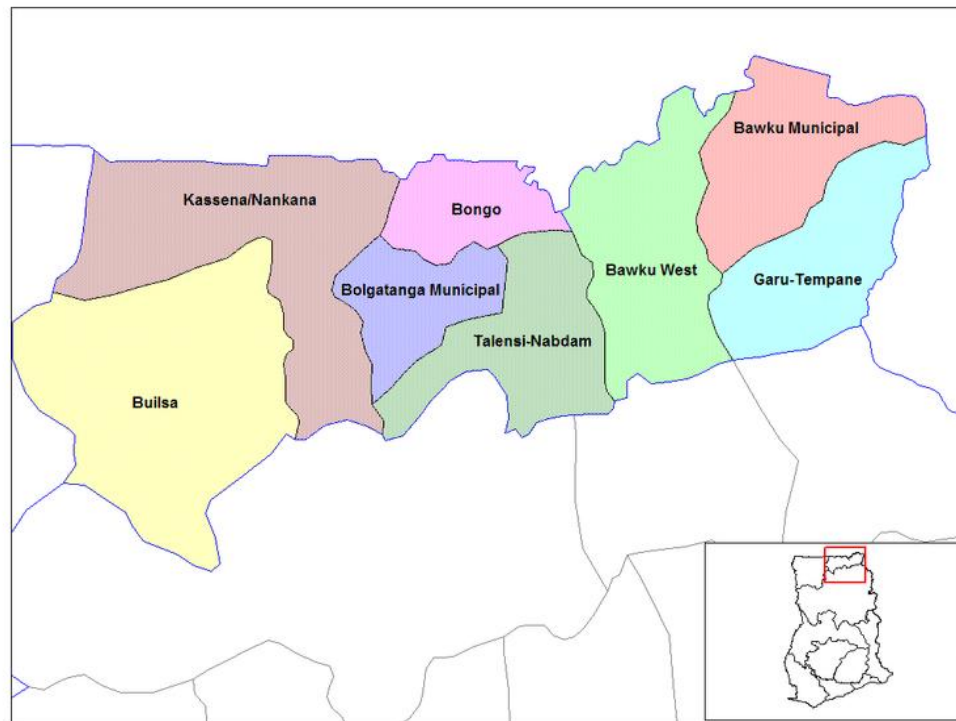 Bawku Municipal
Kassena/Nankana
Bongo
Bawku West
Garu-Tempane
Bolgatanga Municipal
Talensi-Nabdam
Builsa